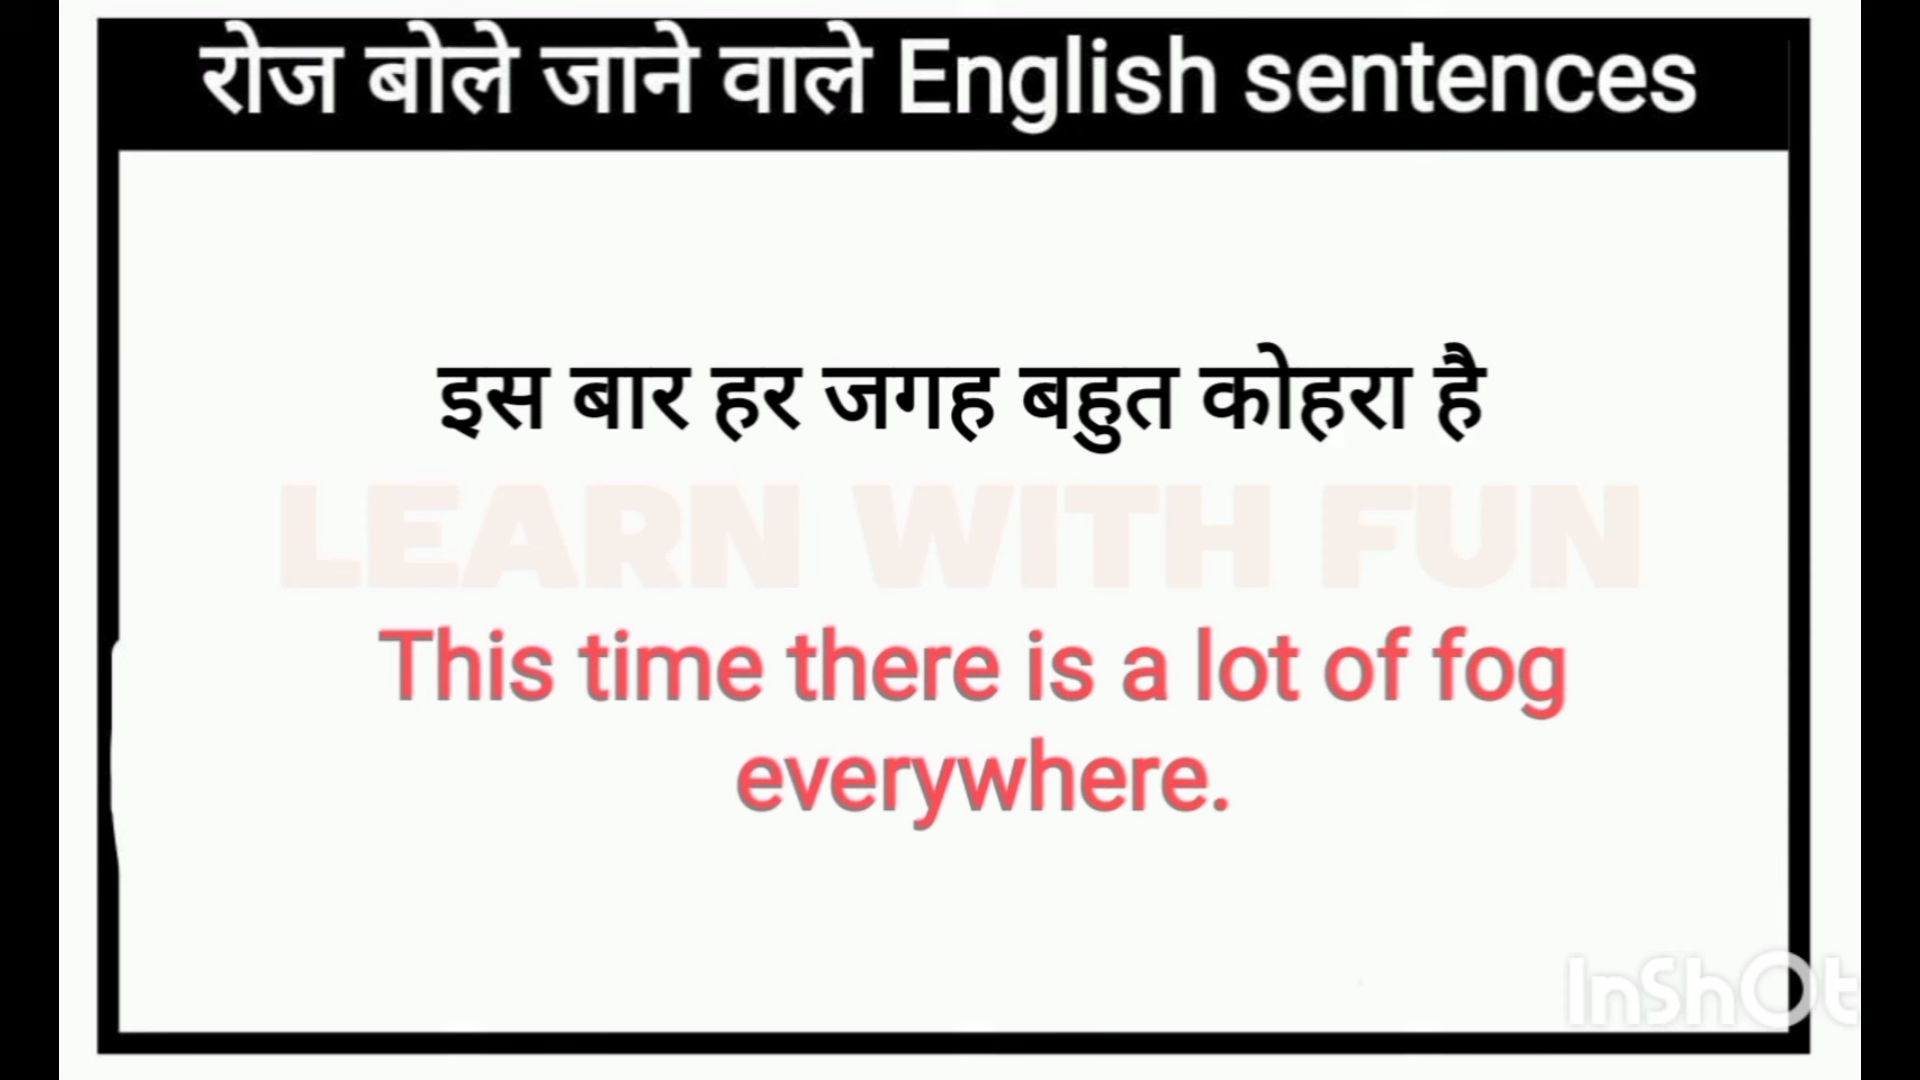 रोज बोले जाने वाले English sentences
इस बार हर जगह बहुत कोहरा है
LEARN WITH FUN
This time there is a lot of fog
everywhere.
InShOt